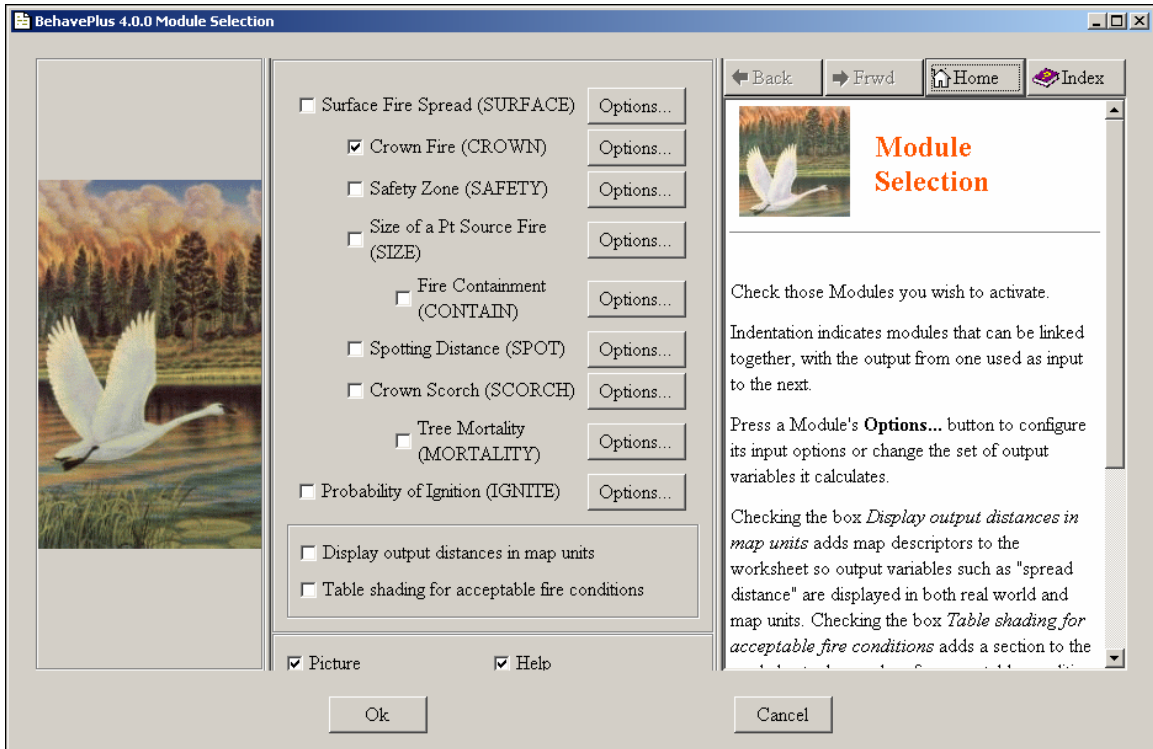 BehavePlus 4.0.0 Module Selection
Surface Fire Spread (SURFACE) Options...
Crown Fire (CROWN) Options...
Safety Zone (SAFETY) Options...
Size of a Pt Source Fire
(SIZE) Options...
Fire Containment
(CONTAIN) Options...
Spotting Distance (SPOT) Options...
Crown Scorch (SCORCH) Options...
Tree Mortality
(MORTALITY) Options...
Probability of Ignition (IGNITE) Options...
Display output distances in map units
Table shading for acceptable fire conditions
Picture Help
Back Frwd Home Index
Module
Selection
Check those Modules you wish to activate.
Indentation indicates modules that can be linked
together, with the output from one used as input
to the next.
Press a Module's Options... button to configure
its input options or change the set of output
variables it calculates.
Checking the box Display output distances in
map units adds map descriptors to the
worksheet so output variables such as "spread
distance" are displayed in both real world and
map units. Checking the box Table shading for
acceptable fire conditions adds a section to the
Ok Cancel